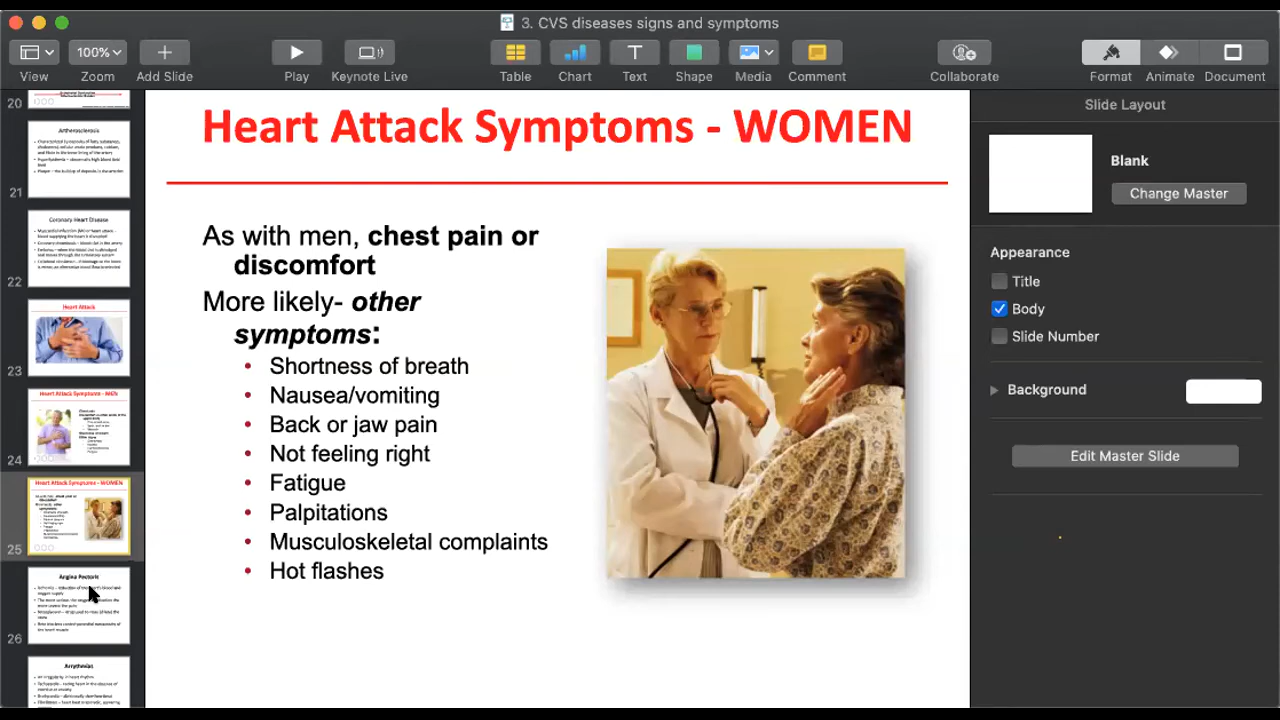 3. CVS diseases signs and symptoms
100%
View
Zoom
Add Slide
Play
Keynote Live
Table
Chart
Text
Shape
Media
Comment
Collaborate
Format
Animate
Document
20
Artherosclerosis
21
Coronary Heart Disease
22
Heart Attack
23
Heart Attack Symptoms - MEN
24
Heart Attack Symptoms - WOMEN
25
Angina Pectoris
26
Arrythmias
Heart Attack Symptoms - WOMEN
As with men, chest pain or
discomfort
More likely- other
symptoms:
• Shortness of breath
• Nausea/vomiting
• Back or jaw pain
• Not feeling right
• Fatigue
• Palpitations
• Musculoskeletal complaints
• Hot flashes
Slide Layout
Blank
Change Master
Appearance
Title
Body
Slide Number
Background
Edit Master Slide